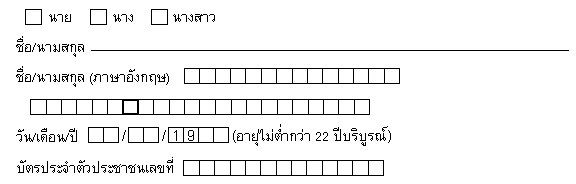 นาย นาง นางสาว
ชื่อ/นามสกุล
ชื่อ/นามสกุล (ภาษาอังกฤษ)
วัน/เดือน/ปี / / 19 (อายุไม่ต่ำกว่า 22 ปีบริบูรณ์)
บัตรประจำตัวประชาชนเลขที่